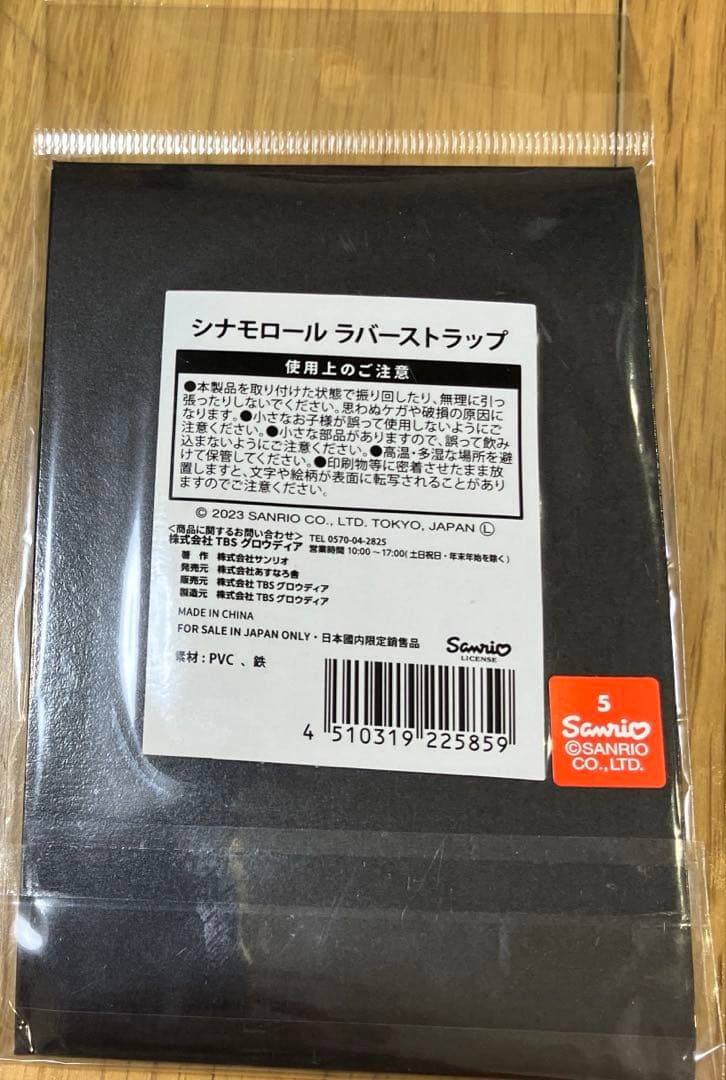 シナモロール ラバーストラップ
使用上のご注意
●本製品を取り付けた状態で振り回したり、無理に引っ
張ったりしないでください。思わぬケガや破損の原因に
なります。●小さなお子様が誤って使用しないようにご
注意ください。●小さな部品がありますので、誤って飲み
込まないようにご注意ください。●高温・多湿な場所を避
けて保管してください。●印刷物等に密着させたまま放
置しますと、文字や絵柄が表面に転写されることがあり
ますのでご注意ください。
© 2023 SANRIO CO., LTD. TOKYO, JAPAN Ⓛ
〈商品に関するお問い合わせ〉
株式会社 TBS グロウディア TEL 0570-04-2825
営業時間 10:00～17:00(土日祝日・年末年始を除く)
著 作 株式会社サンリオ
発売元 株式会社あすなろ舎
販売元 株式会社 TBS グロウディア
製造元 株式会社 TBS グロウディア
MADE IN CHINA
FOR SALE IN JAPAN ONLY・日本國内限定銷售品
Sanrio
LICENSE
素材：PVC 、鉄
4 510319 225859
5
Sanrio
©SANRIO
CO.,LTD.